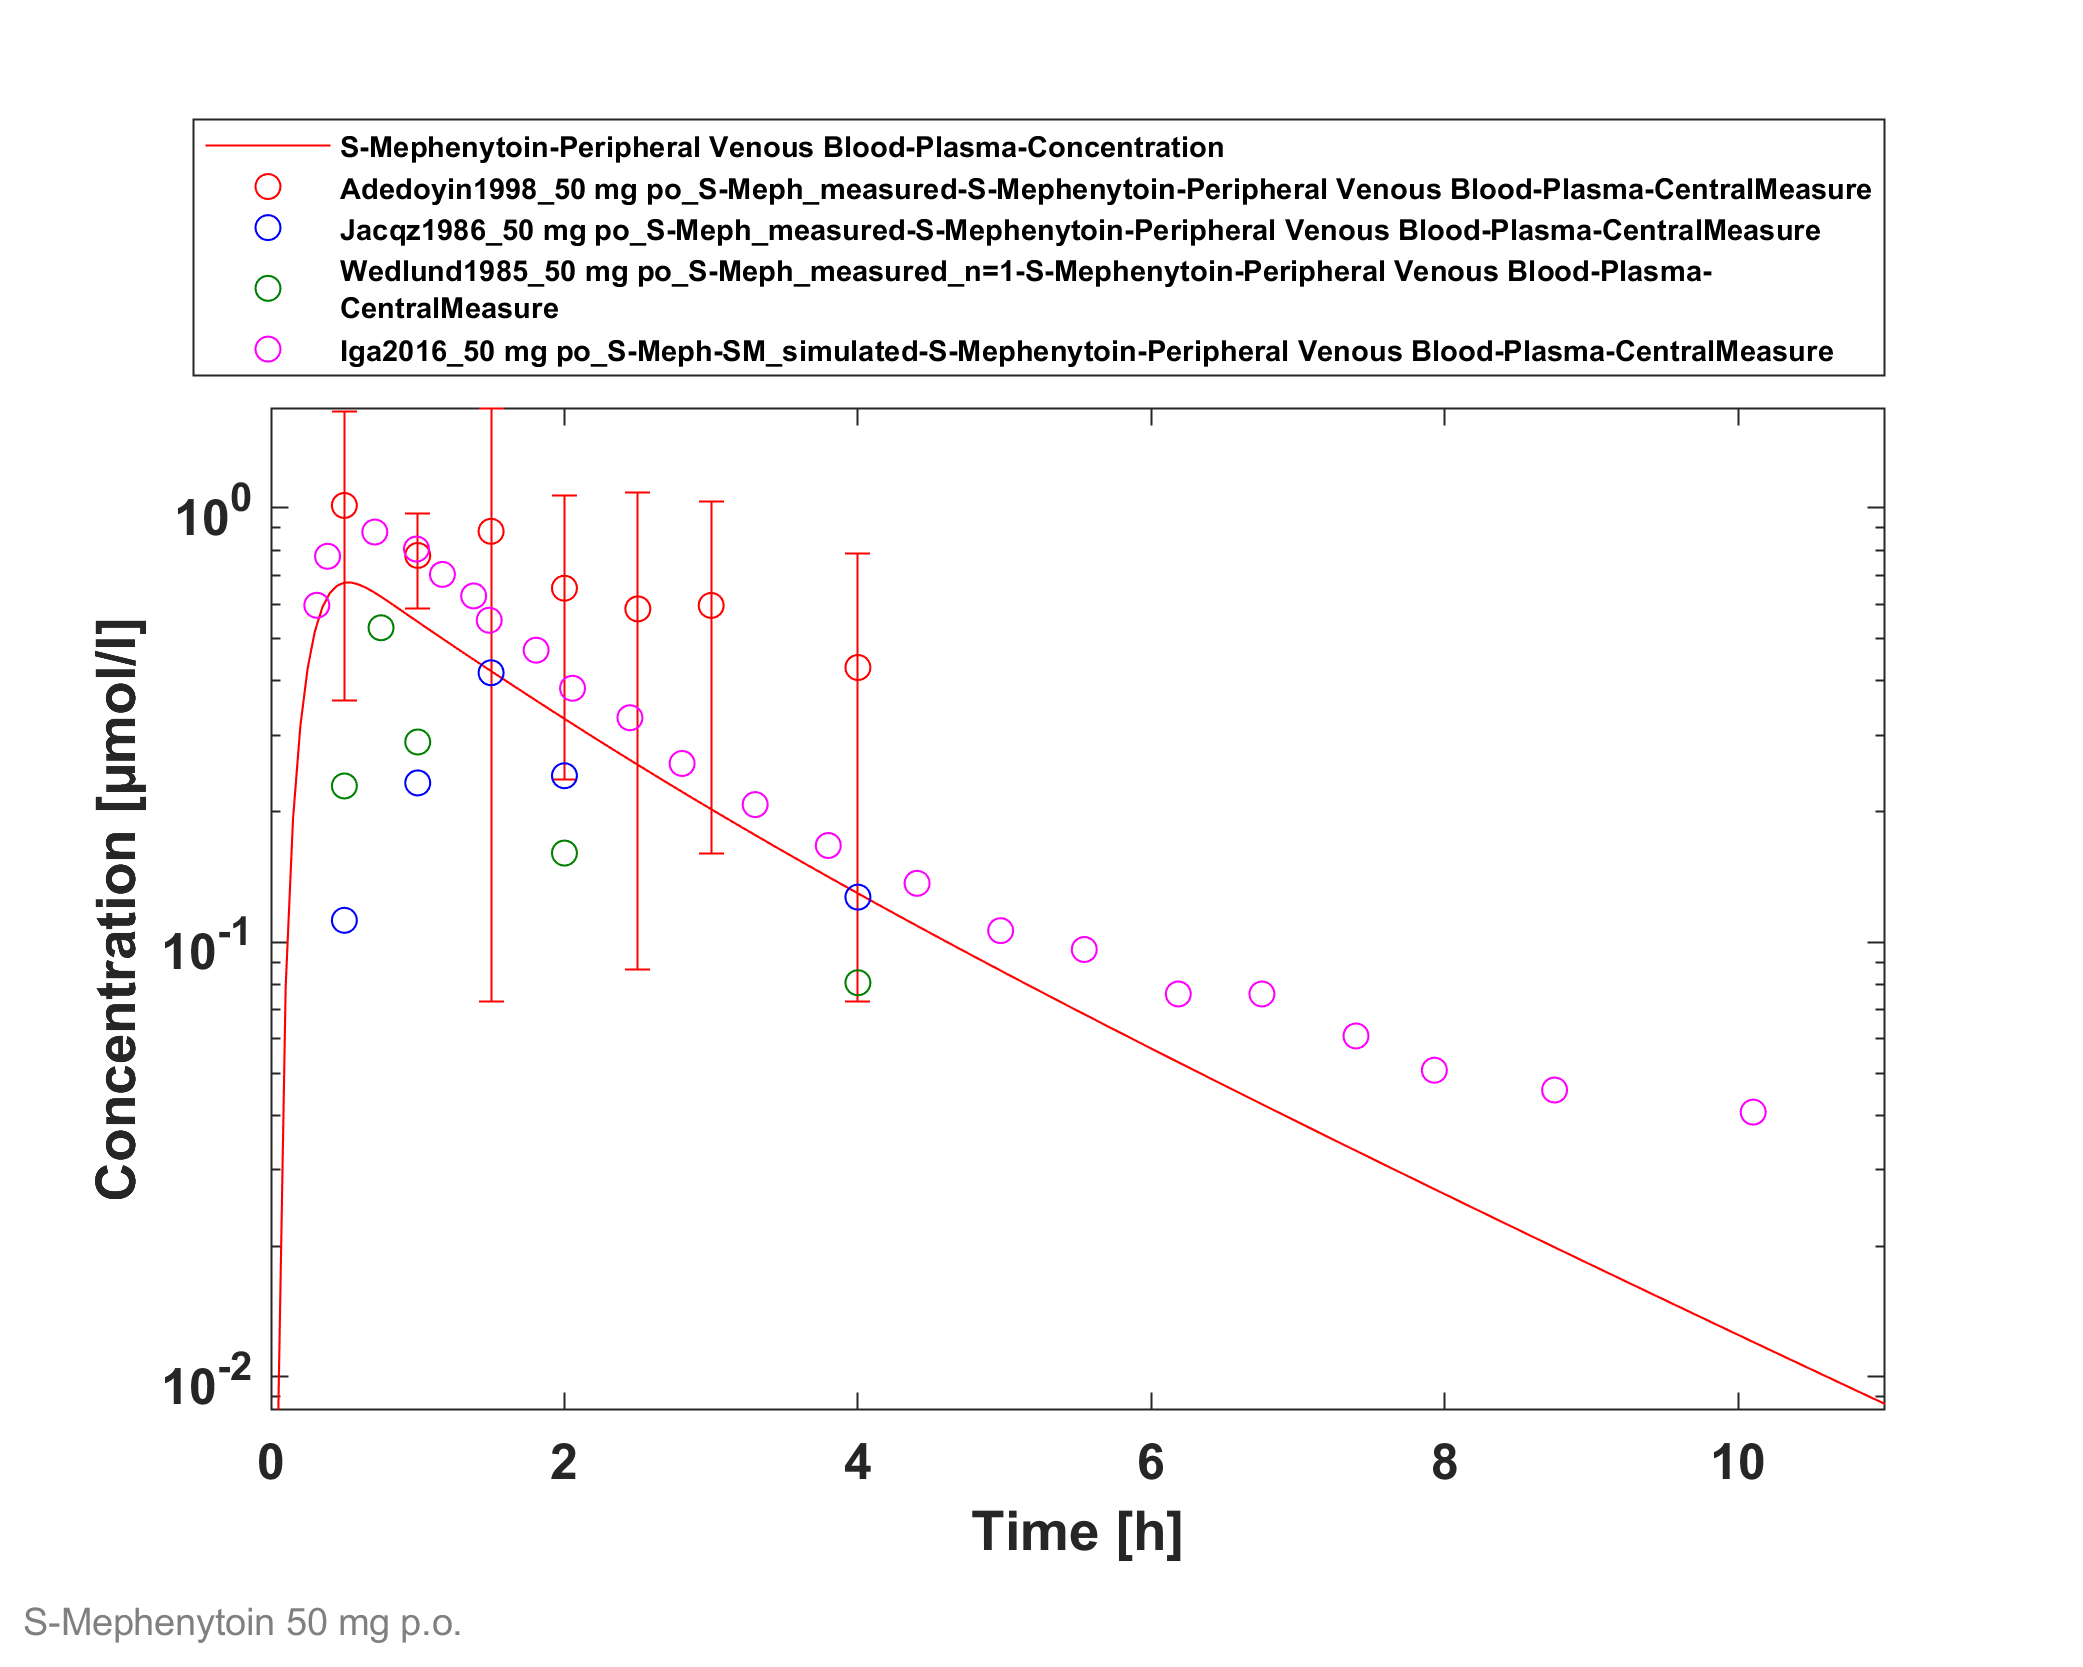 S-Mephenytoin-Peripheral Venous Blood-Plasma-Concentration
Adedoyin1998_50 mg po_S-Meph_measured-S-Mephenytoin-Peripheral Venous Blood-Plasma-CentralMeasure
Jacqz1986_50 mg po_S-Meph_measured-S-Mephenytoin-Peripheral Venous Blood-Plasma-CentralMeasure
Wedlund1985_50 mg po_S-Meph_measured_n=1-S-Mephenytoin-Peripheral Venous Blood-Plasma-
CentralMeasure
Iga2016_50 mg po_S-Meph-SM_simulated-S-Mephenytoin-Peripheral Venous Blood-Plasma-CentralMeasure
Concentration [µmol/l]
10^0
10^-1
10^-2
0 2 4 6 8 10
Time [h]
S-Mephenytoin 50 mg p.o.